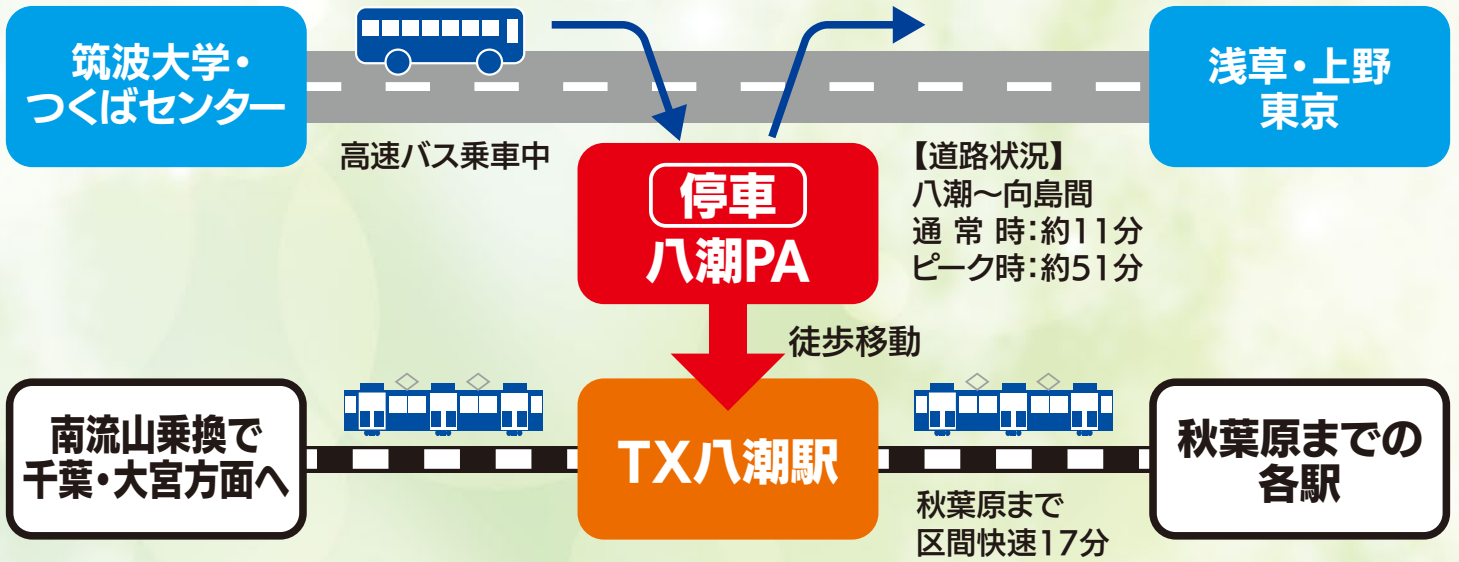 筑波大学・
つくばセンター
高速バス乗車中
停車
八潮PA
【道路状況】
八潮～向島間
通 常 時：約11分
ピーク時：約51分
浅草・上野
東京
徒歩移動
南流山乗換で
千葉・大宮方面へ
TX八潮駅
秋葉原まで
区間快速17分
秋葉原までの
各駅